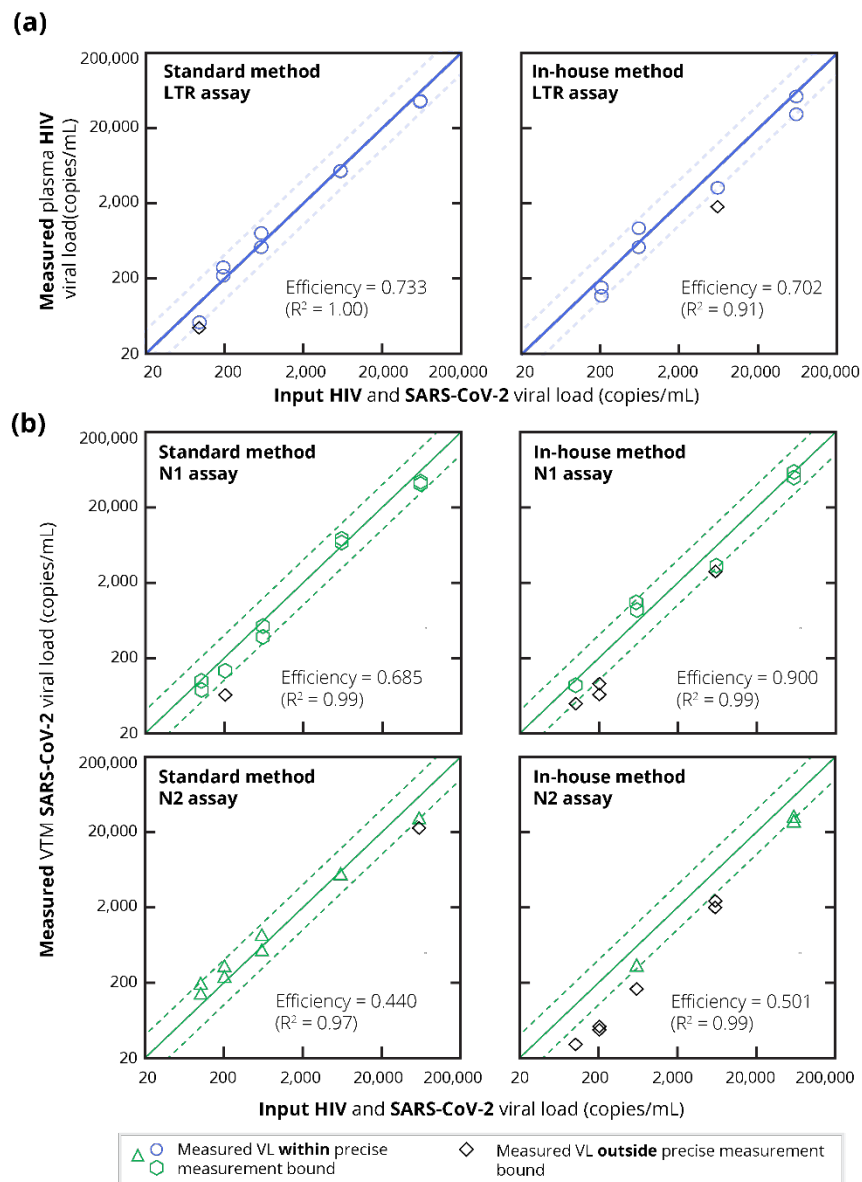 (a)
Standard method
LTR assay
In-house method
LTR assay
Measured plasma HIV
viral load(copies/mL)
200,000
20,000
2,000
200
20
Efficiency = 0.733
(R² = 1.00)
Efficiency = 0.702
(R² = 0.91)
20 200 2,000 20,000 200,000
20 200 2,000 20,000 200,000
Input HIV and SARS-CoV-2 viral load (copies/mL)
(b)
Standard method
N1 assay
In-house method
N1 assay
200,000
20,000
2,000
200
20
Efficiency = 0.685
(R² = 0.99)
Efficiency = 0.900
(R² = 0.99)
Measured VTM SARS-CoV-2 viral load (copies/mL)
Standard method
N2 assay
In-house method
N2 assay
200,000
20,000
2,000
200
20
Efficiency = 0.440
(R² = 0.97)
Efficiency = 0.501
(R² = 0.99)
20 200 2,000 20,000 200,000
20 200 2,000 20,000 200,000
Input HIV and SARS-CoV-2 viral load (copies/mL)
Measured VL within precise
measurement bound
Measured VL outside precise measurement
bound